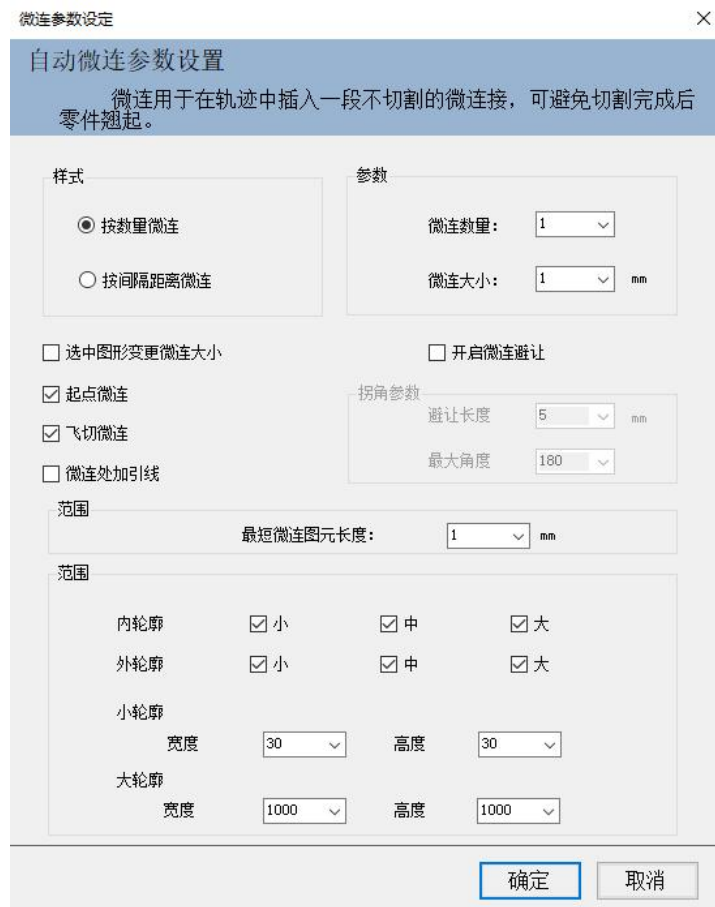 微连参数设定
自动微连参数设置
微连用于在轨迹中插入一段不切割的微连接，可避免切割完成后
零件翘起。
样式
参数
按数量微连
微连数量： 1
按间隔距离微连
微连大小： 1 mm
选中图形变更微连大小
开启微连避让
起点微连
拐角参数
避让长度 5 mm
飞切微连
最大角度 180
微连处加引线
范围
最短微连图元长度： 1 mm
范围
内轮廓 小 中 大
外轮廓 小 中 大
小轮廓
宽度 30 高度 30
大轮廓
宽度 1000 高度 1000
确定 取消